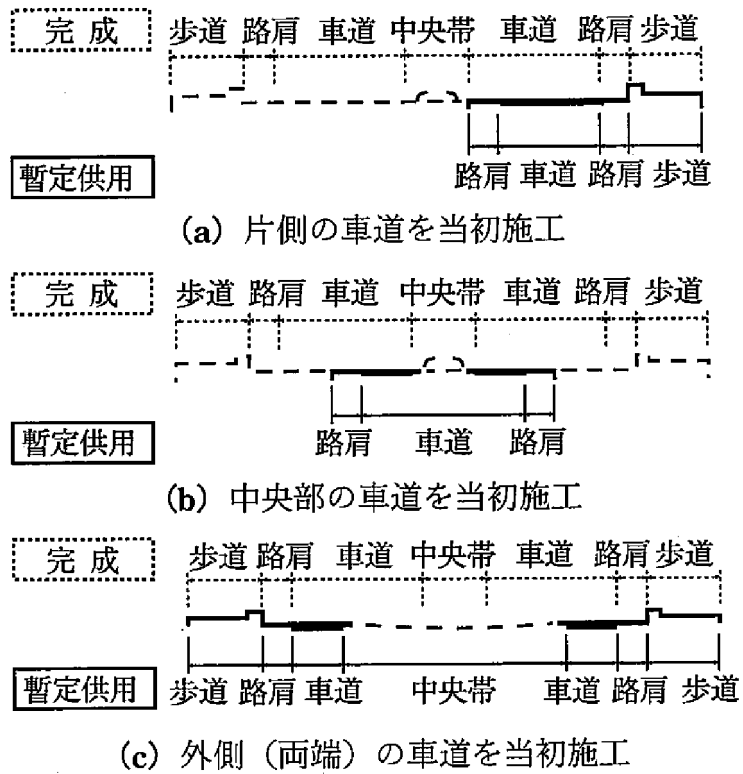 完成 歩道 路肩 車道 中央帯 車道 路肩 歩道
暫定供用 路肩 車道 路肩 歩道
(a) 片側の車道を当初施工
完成 歩道 路肩 車道 中央帯 車道 路肩 歩道
暫定供用 路肩 車道 路肩
(b) 中央部の車道を当初施工
完成 歩道 路肩 車道 中央帯 車道 路肩 歩道
暫定供用 歩道 路肩 車道 中央帯 車道 路肩 歩道
(c) 外側（両端）の車道を当初施工